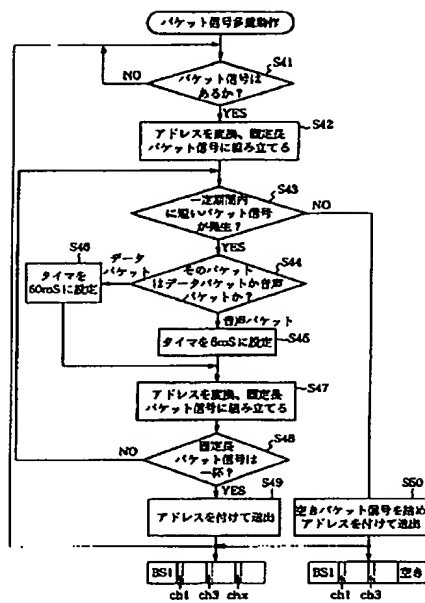 パケット信号多重動作
S41
パケット信号は
あるか?
NO
YES
S42
アドレスを変換、固定長
パケット信号に組み立てる
S43
一定期間内
に短いパケット信号
が発生?
NO
YES
S44
そのパケット
はデータパケットか音声
パケットか?
データ
パケット
S46
タイマを
60mSに設定
音声パケット
S45
タイマを6mSに設定
S47
アドレスを変換、固定長
パケット信号に組み立てる
S48
固定長
パケット信号は
一杯?
NO
YES
S49
アドレスを付けて送出
S50
空きパケット信号を詰め
アドレスを付けて送出
BS1
ch1 ch3 chx
BS1 空き
ch1 ch3